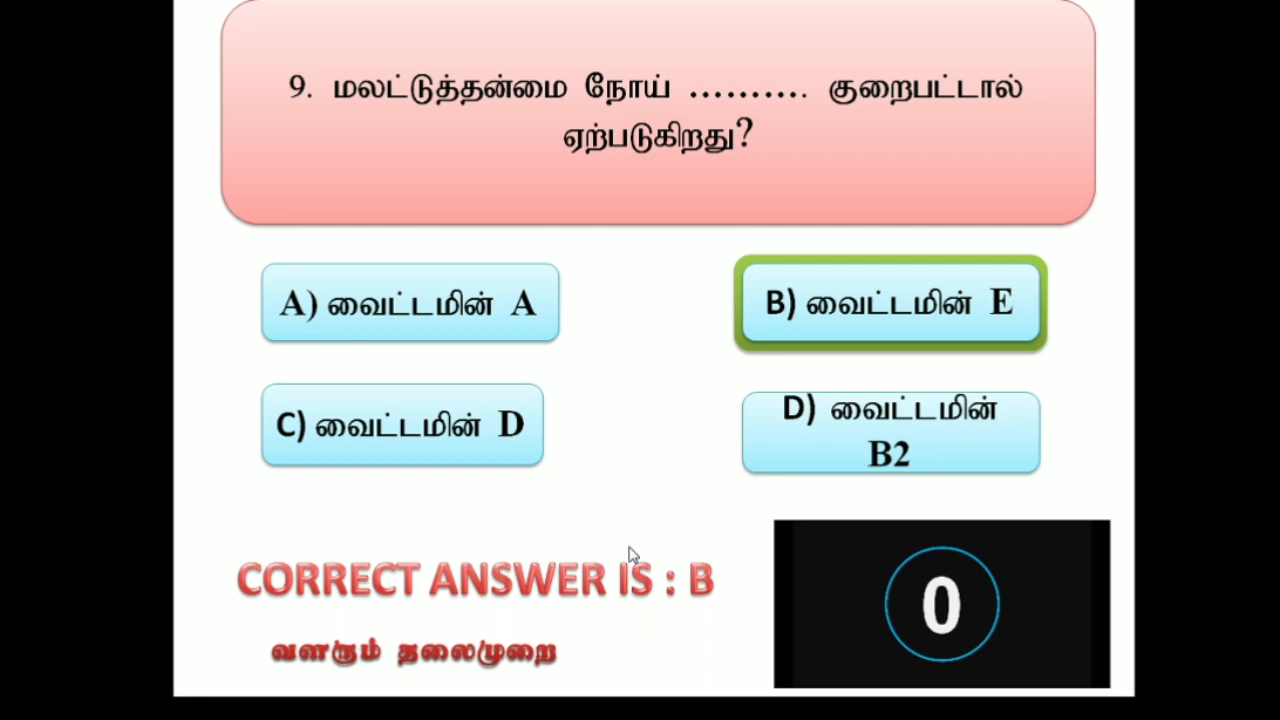 9. மலட்டுத்தன்மை நோய் .......... குறைபட்டால்
ஏற்படுகிறது?
A) வைட்டமின் A
B) வைட்டமின் E
C) வைட்டமின் D
D) வைட்டமின்
B2
CORRECT ANSWER IS : B
0
வளரும் தலைமுறை